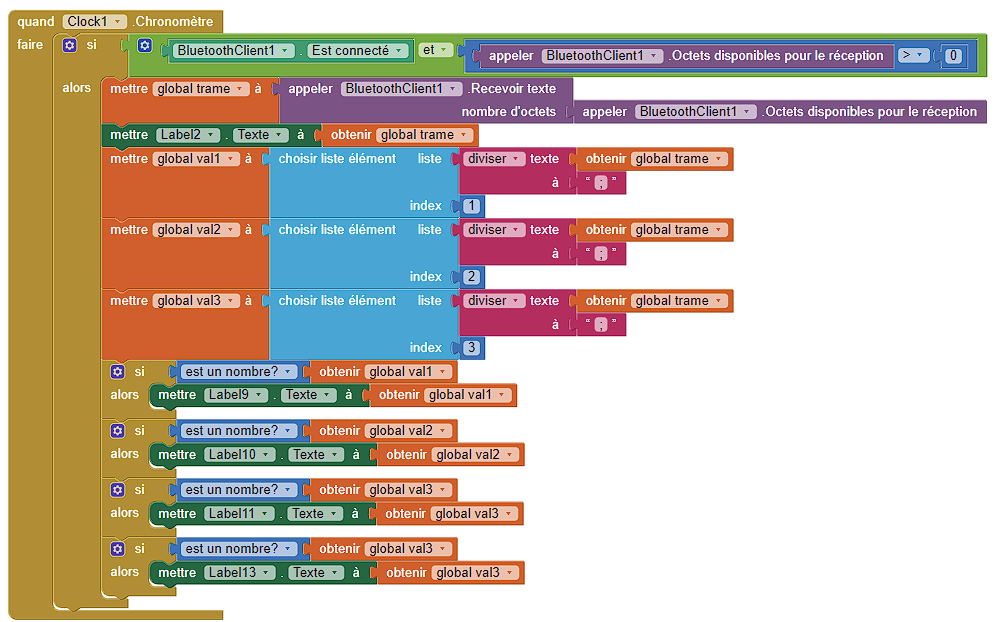 quand Clock1 .Chronomètre
faire si BluetoothClient1 . Est connecté et appeler BluetoothClient1 .Octets disponibles pour le réception > 0
alors mettre global trame à appeler BluetoothClient1 .Recevoir texte
nombre d'octets appeler BluetoothClient1 .Octets disponibles pour le réception
mettre Label2 . Texte à obtenir global trame
mettre global val1 à choisir liste élément liste diviser texte obtenir global trame
à " ; "
index 1
mettre global val2 à choisir liste élément liste diviser texte obtenir global trame
à " ; "
index 2
mettre global val3 à choisir liste élément liste diviser texte obtenir global trame
à " ; "
index 3
si est un nombre? obtenir global val1
alors mettre Label9 . Texte à obtenir global val1
si est un nombre? obtenir global val2
alors mettre Label10 . Texte à obtenir global val2
si est un nombre? obtenir global val3
alors mettre Label11 . Texte à obtenir global val3
si est un nombre? obtenir global val3
alors mettre Label13 . Texte à obtenir global val3